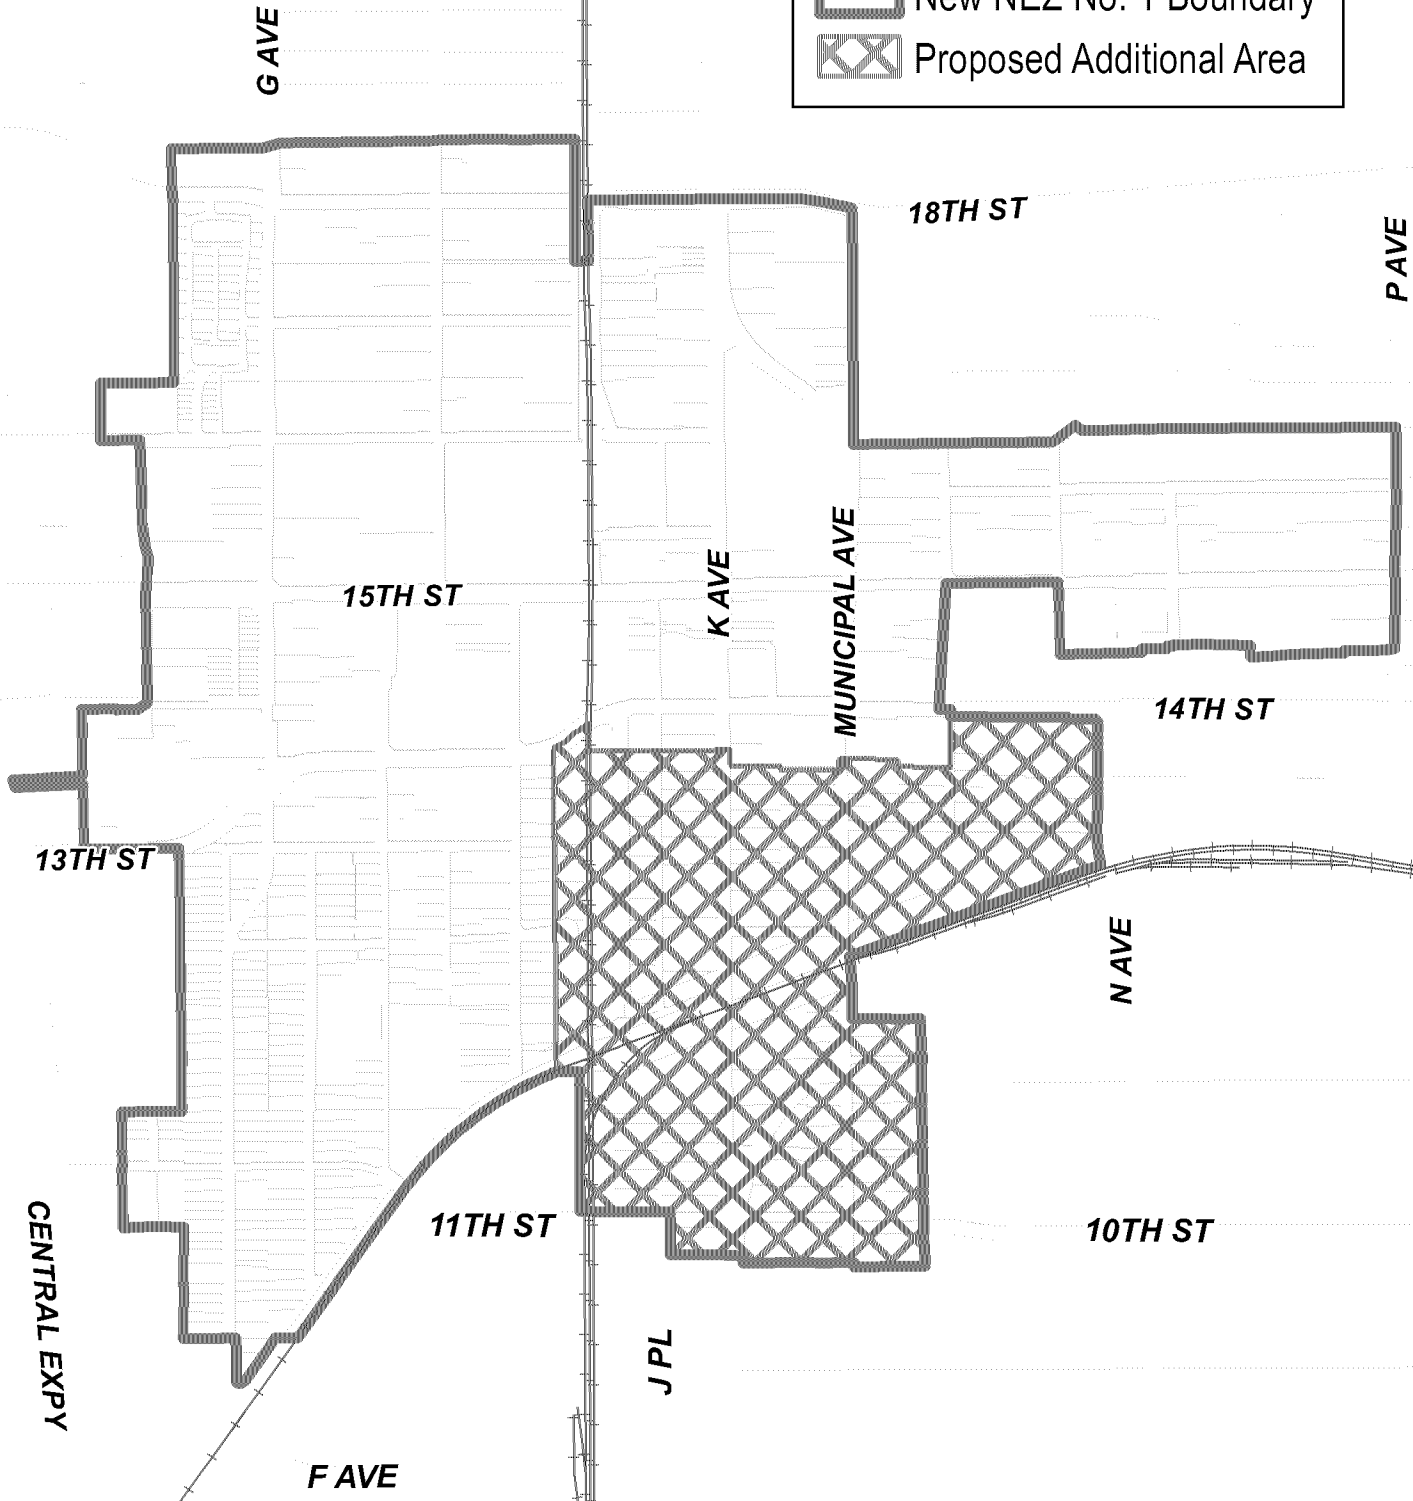 New NEZ No. 1 Boundary
Proposed Additional Area
G AVE
18TH ST
P AVE
15TH ST
K AVE
MUNICIPAL AVE
14TH ST
13TH ST
N AVE
11TH ST
10TH ST
CENTRAL EXPY
J PL
F AVE